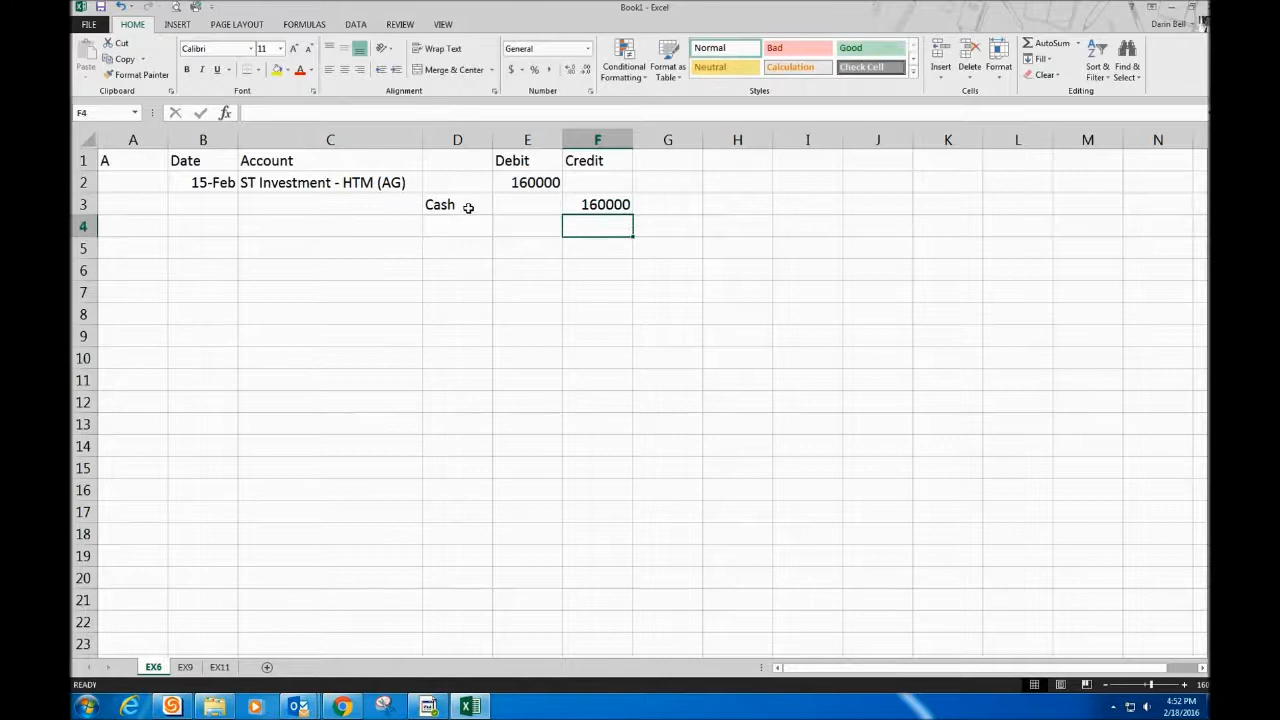 Book1 - Excel
FILE HOME INSERT PAGE LAYOUT FORMULAS DATA REVIEW VIEW Darin Bell
Paste Cut Copy Format Painter Clipboard
Calibri 11 B I U Font
Wrap Text Merge & Center Alignment
General $ % Number
Conditional Formatting Format as Table Normal Bad Good Neutral Calculation Check Cell Styles
Insert Delete Format Cells
AutoSum Fill Clear Sort & Filter Find & Select Editing
F4 fx
A B C D E F G H I J K L M N
1 A Date Account Debit Credit
2 15-Feb ST Investment - HTM (AG) 160000
3 Cash 160000
4
5
6
7
8
9
10
11
12
13
14
15
16
17
18
19
20
21
22
23
EX6 EX9 EX11
READY 160
4:52 PM
2/18/2016